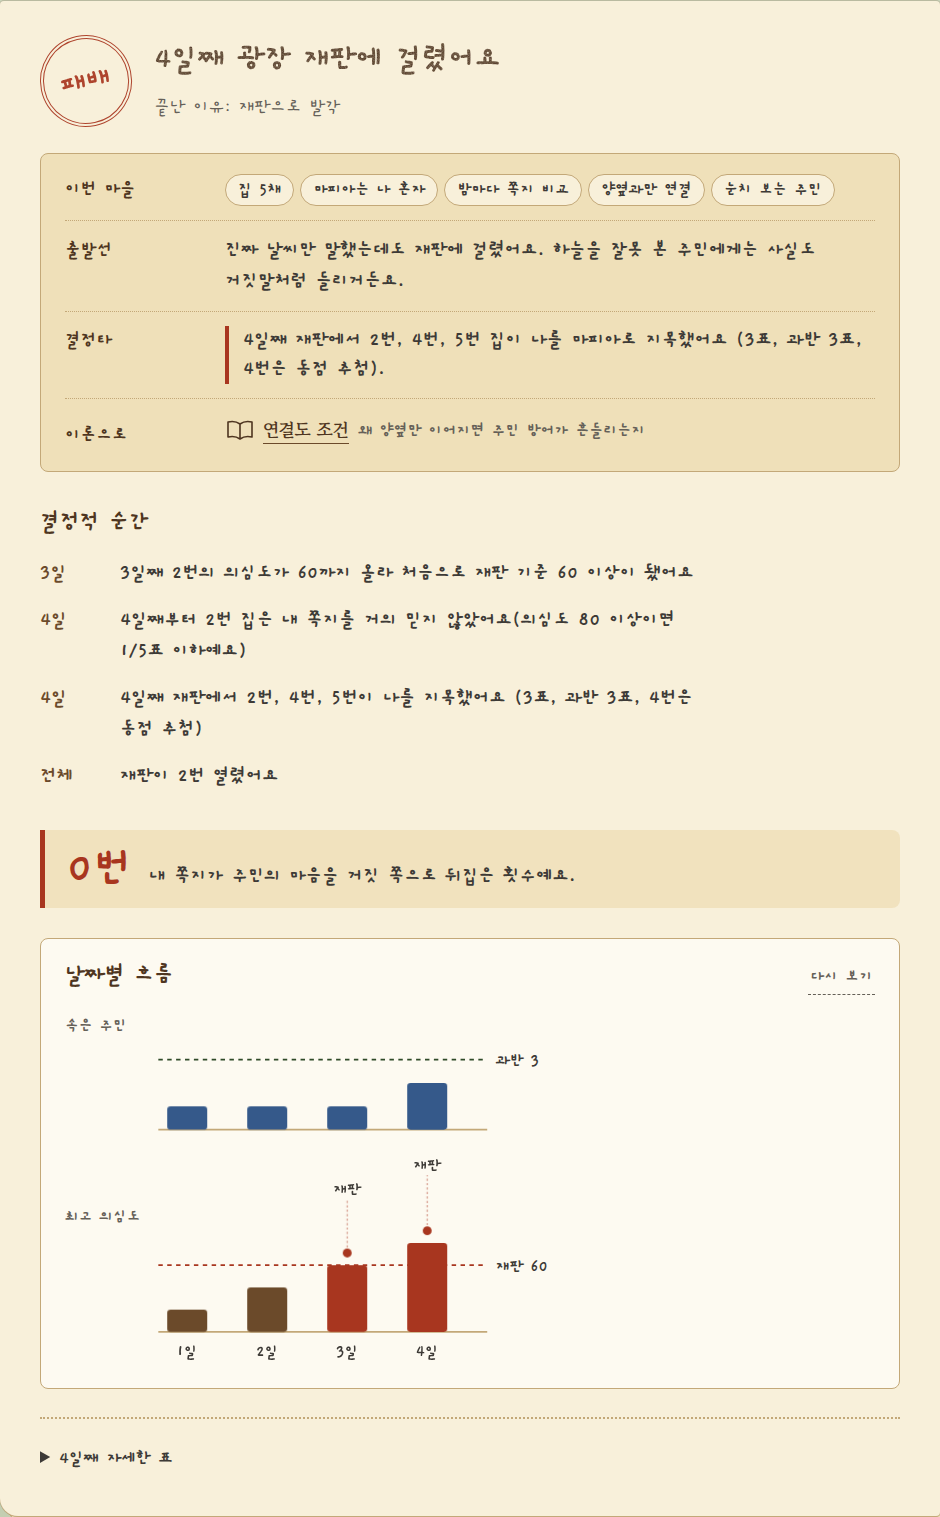 패배
4일째 광장 재판에 걸렸어요
끝난 이유: 재판으로 발각
이번 마을
집 5채
마피아는 나 혼자
밤마다 쪽지 비교
양옆과만 연결
눈치 보는 주민
출발선
진짜 날씨만 말했는데도 재판에 걸렸어요. 하늘을 잘못 본 주민에게는 사실도
거짓말처럼 들리거든요.
결정타
4일째 재판에서 2번, 4번, 5번 집이 나를 마피아로 지목했어요 (3표, 과반 3표,
4번은 동점 추첨).
이론으로
연결도 조건 왜 양옆만 이어지면 주민 방어가 흔들리는지
결정적 순간
3일 3일째 2번의 의심도가 60까지 올라 처음으로 재판 기준 60 이상이 됐어요
4일 4일째부터 2번 집은 내 쪽지를 거의 믿지 않았어요(의심도 80 이상이면
1/5표 이하예요)
4일 4일째 재판에서 2번, 4번, 5번이 나를 지목했어요 (3표, 과반 3표, 4번은
동점 추첨)
전체 재판이 2번 열렸어요
0번 내 쪽지가 주민의 마음을 거짓 쪽으로 뒤집은 횟수예요.
날짜별 흐름
다시 보기
속은 주민
과반 3
재판
재판
최고 의심도
재판 60
1일 2일 3일 4일
▶ 4일째 자세한 표